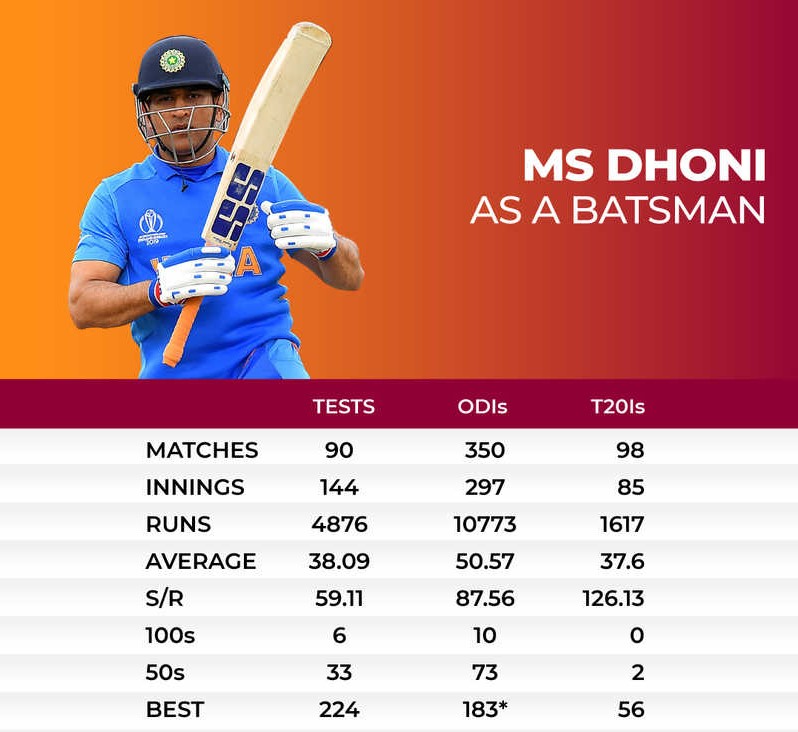 MS DHONI
AS A BATSMAN
TESTS ODIs T20Is
MATCHES 90 350 98
INNINGS 144 297 85
RUNS 4876 10773 1617
AVERAGE 38.09 50.57 37.6
S/R 59.11 87.56 126.13
100s 6 10 0
50s 33 73 2
BEST 224 183* 56